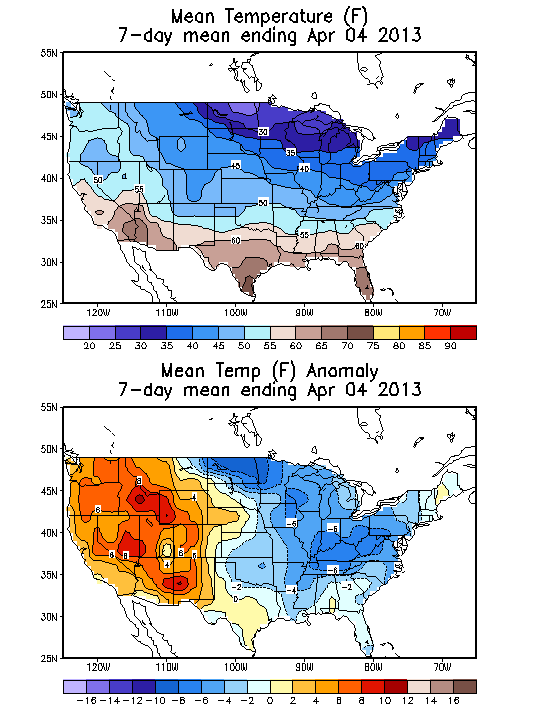 Mean Temperature (F)
7-day mean ending Apr 04 2013
55N
50N
45N
40N
35N
30N
25N
120W 110W 100W 90W 80W 70W
30
35
45
40
50
55
50
55
60
60
20 25 30 35 40 45 50 55 60 65 70 75 80 85 90
Mean Temp (F) Anomaly
7-day mean ending Apr 04 2013
55N
50N
45N
40N
35N
30N
25N
120W 110W 100W 90W 80W 70W
-16 -14 -12 -10 -8 -6 -4 -2 0 2 4 6 8 10 12 14 16